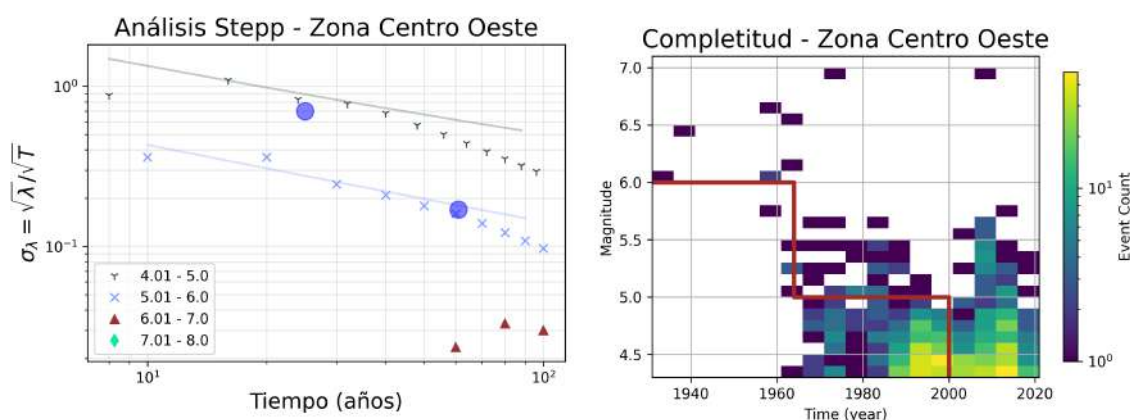 Análisis Stepp - Zona Centro Oeste
σλ = √λ/√T
10⁰
10⁻¹
4.01 - 5.0
5.01 - 6.0
6.01 - 7.0
7.01 - 8.0
10¹
10²
Tiempo (años)
Completitud - Zona Centro Oeste
Magnitude
7.0
6.5
6.0
5.5
5.0
4.5
1940
1960
1980
2000
2020
Time (year)
10¹
10⁰
Event Count